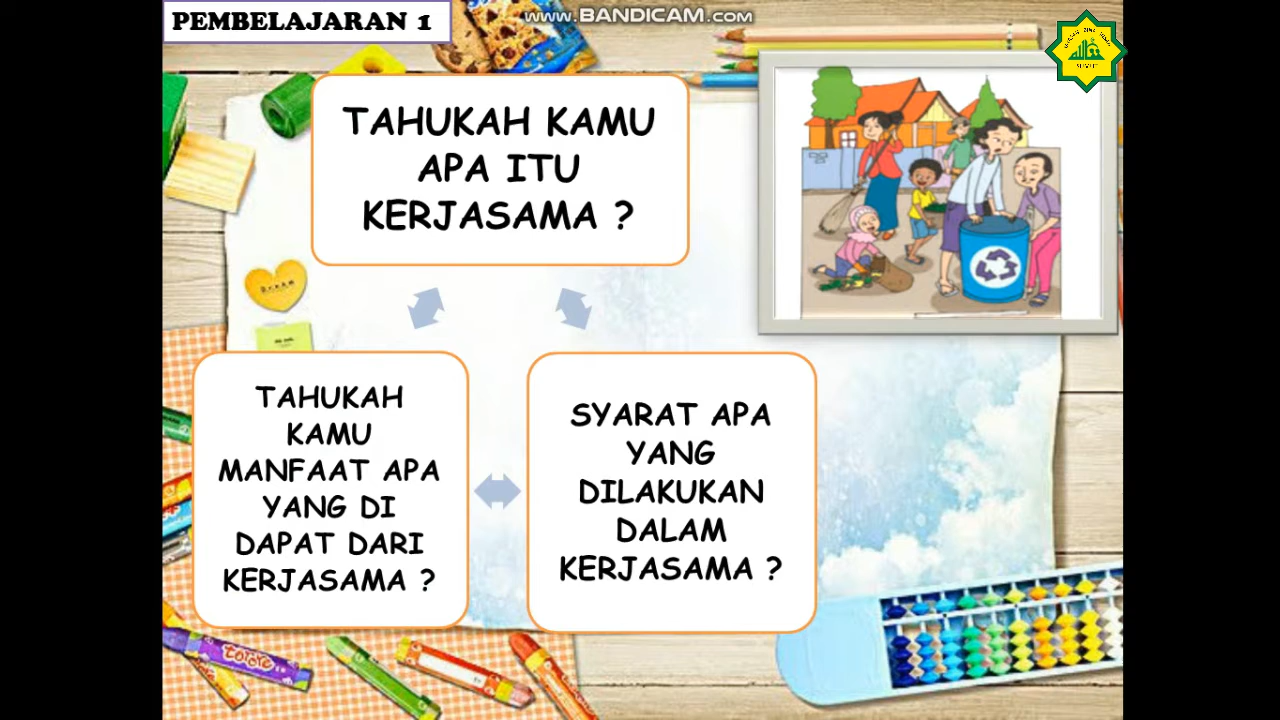 PEMBELAJARAN 1
www.BANDICAM.com
TAHUKAH KAMU
APA ITU
KERJASAMA ?
Dream
TAHUKAH
KAMU
MANFAAT APA
YANG DI
DAPAT DARI
KERJASAMA ?
SYARAT APA
YANG
DILAKUKAN
DALAM
KERJASAMA ?